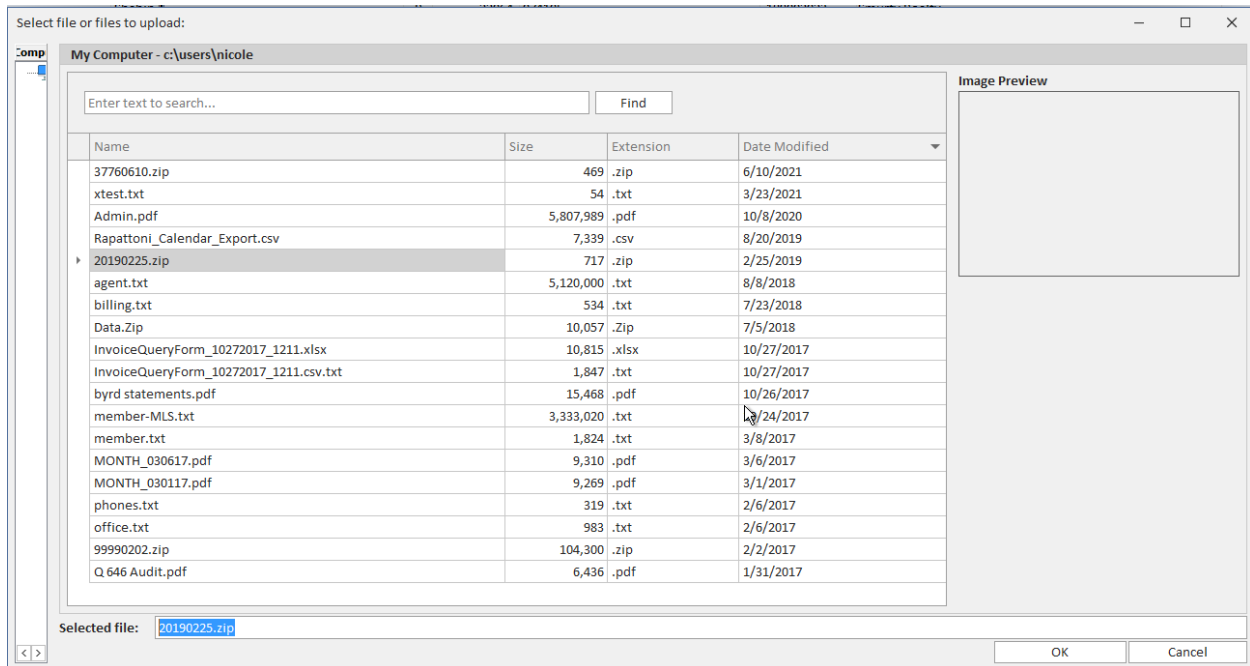 Select file or files to upload:
Comp
My Computer - c:\users\nicole
Enter text to search...
Find
Image Preview
Name Size Extension Date Modified
37760610.zip 469 .zip 6/10/2021
xtest.txt 54 .txt 3/23/2021
Admin.pdf 5,807,989 .pdf 10/8/2020
Rapattoni_Calendar_Export.csv 7,339 .csv 8/20/2019
20190225.zip 717 .zip 2/25/2019
agent.txt 5,120,000 .txt 8/8/2018
billing.txt 534 .txt 7/23/2018
Data.Zip 10,057 .Zip 7/5/2018
InvoiceQueryForm_10272017_1211.xlsx 10,815 .xlsx 10/27/2017
InvoiceQueryForm_10272017_1211.csv.txt 1,847 .txt 10/27/2017
byrd statements.pdf 15,468 .pdf 10/26/2017
member-MLS.txt 3,333,020 .txt /24/2017
member.txt 1,824 .txt 3/8/2017
MONTH_030617.pdf 9,310 .pdf 3/6/2017
MONTH_030117.pdf 9,269 .pdf 3/1/2017
phones.txt 319 .txt 2/6/2017
office.txt 983 .txt 2/6/2017
99990202.zip 104,300 .zip 2/2/2017
Q 646 Audit.pdf 6,436 .pdf 1/31/2017
Selected file: 20190225.zip
OK Cancel